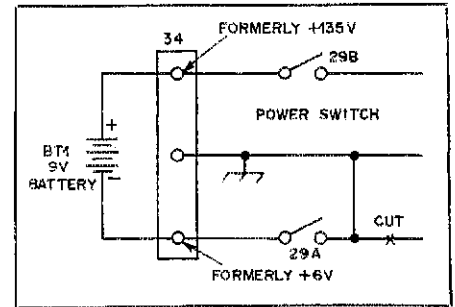 FORMERLY +135V
34
29B
POWER SWITCH
+
BT1
9V
BATTERY
-
CUT
29A
FORMERLY +6V